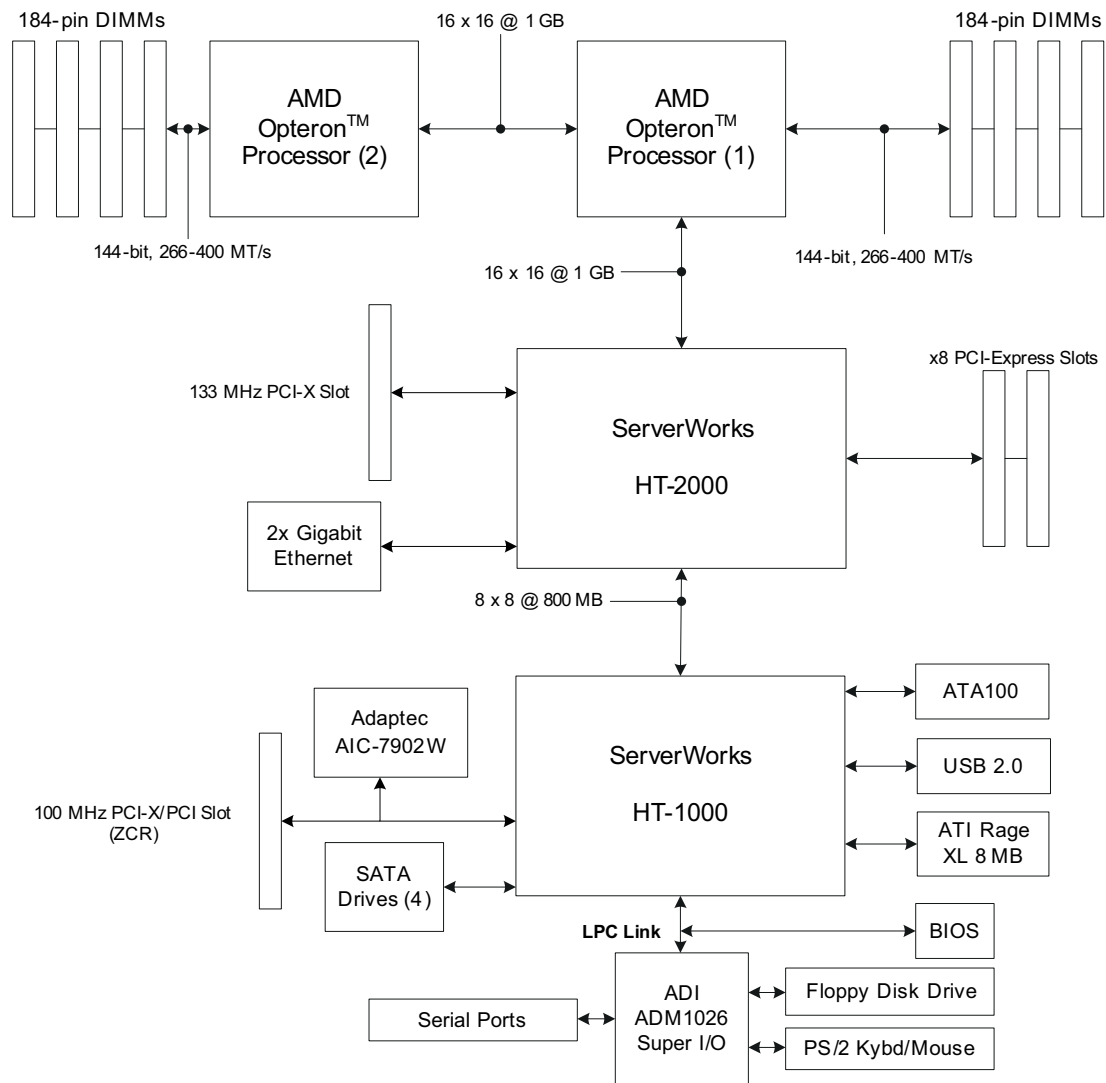 184-pin DIMMs
16 x 16 @ 1 GB
184-pin DIMMs
AMD
Opteron™
Processor (2)
AMD
Opteron™
Processor (1)
144-bit, 266-400 MT/s
144-bit, 266-400 MT/s
16 x 16 @ 1 GB
133 MHz PCI-X Slot
x8 PCI-Express Slots
ServerWorks
HT-2000
2x Gigabit
Ethernet
8 x 8 @ 800 MB
Adaptec
AIC-7902W
ServerWorks
HT-1000
ATA100
USB 2.0
ATI Rage
XL 8 MB
100 MHz PCI-X/PCI Slot
(ZCR)
SATA
Drives (4)
LPC Link
BIOS
ADI
ADM1026
Super I/O
Floppy Disk Drive
Serial Ports
PS/2 Kybd/Mouse